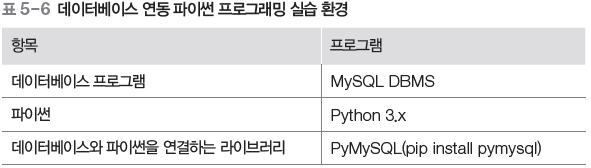 표 5-6 데이터베이스 연동 파이썬 프로그래밍 실습 환경
항목 프로그램
데이터베이스 프로그램 MySQL DBMS
파이썬 Python 3.x
데이터베이스와 파이썬을 연결하는 라이브러리 PyMySQL(pip install pymysql)